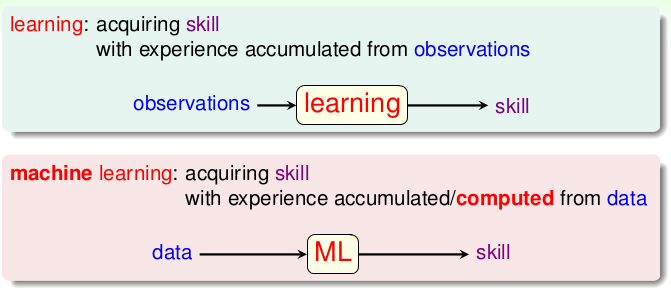 learning: acquiring skill
with experience accumulated from observations
observations learning skill
machine learning: acquiring skill
with experience accumulated/computed from data
data ML skill